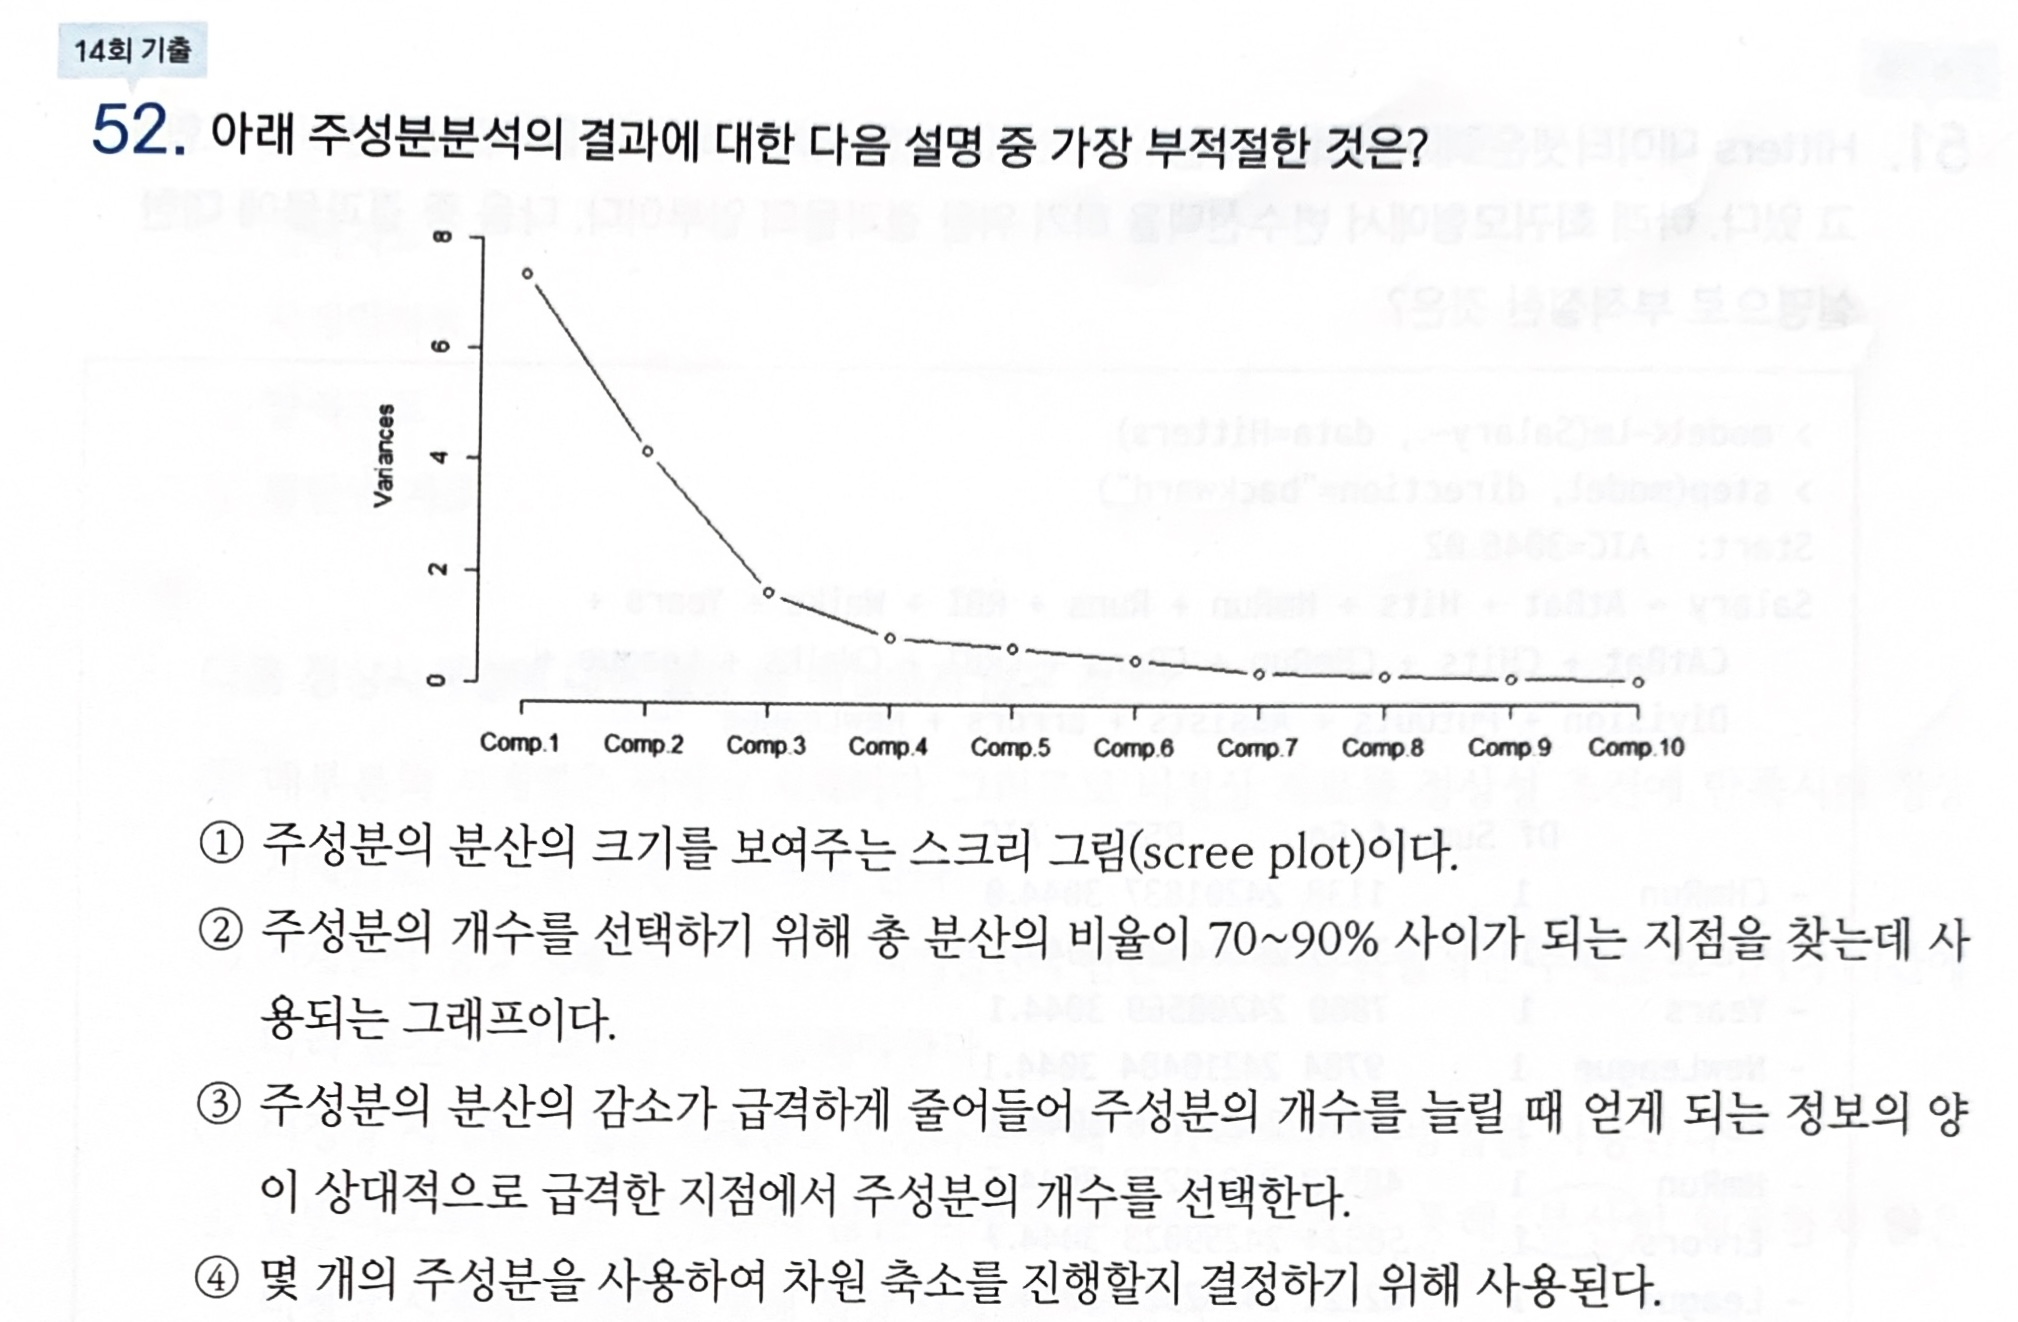 14회 기출
52. 아래 주성분분석의 결과에 대한 다음 설명 중 가장 부적절한 것은?
8
6
4
2
0
Variances
Comp.1 Comp.2 Comp.3 Comp.4 Comp.5 Comp.6 Comp.7 Comp.8 Comp.9 Comp.10
① 주성분의 분산의 크기를 보여주는 스크리 그림(scree plot)이다.
② 주성분의 개수를 선택하기 위해 총 분산의 비율이 70~90% 사이가 되는 지점을 찾는데 사
용되는 그래프이다.
③ 주성분의 분산의 감소가 급격하게 줄어들어 주성분의 개수를 늘릴 때 얻게 되는 정보의 양
이 상대적으로 급격한 지점에서 주성분의 개수를 선택한다.
④ 몇 개의 주성분을 사용하여 차원 축소를 진행할지 결정하기 위해 사용된다.